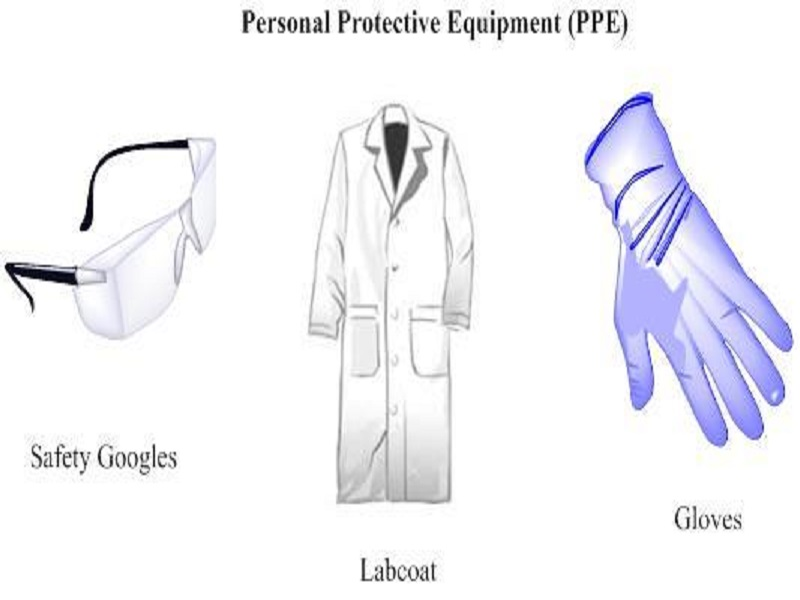 Personal Protective Equipment (PPE)
Safety Googles
Labcoat
Gloves